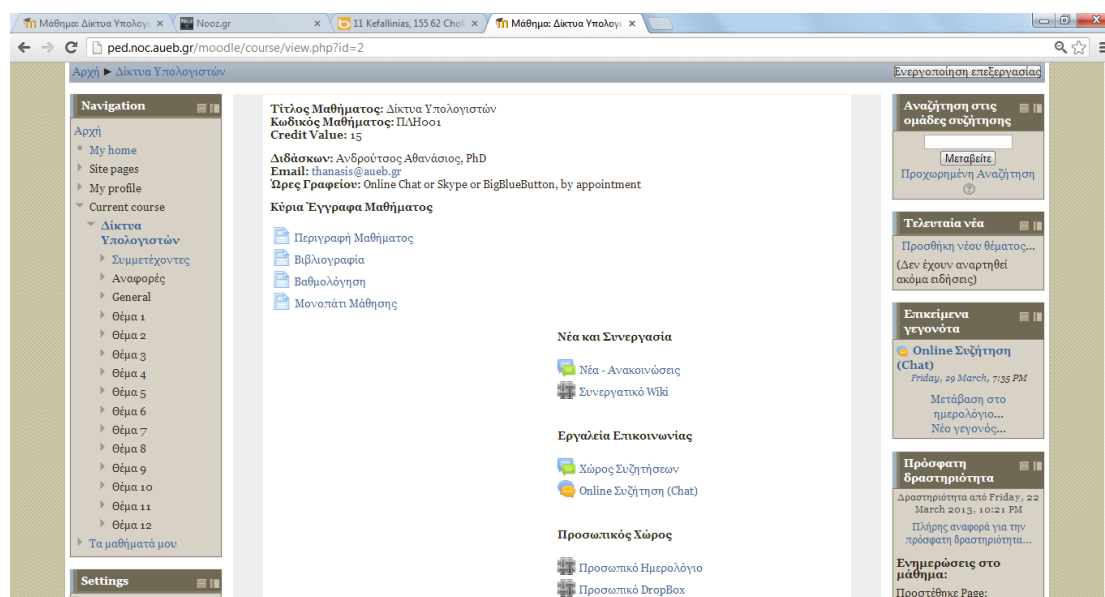 Μάθημα: Δίκτυα Υπολογι
Nooz.gr
11 Kefallinias, 155 62 Chola
Μάθημα: Δίκτυα Υπολογι
ped.noc.aueb.gr/moodle/course/view.php?id=2
Αρχή ► Δίκτυα Υπολογιστών
Ενεργοποίηση επεξεργασίας
Navigation
Αρχή
My home
Site pages
My profile
Current course
Δίκτυα
Υπολογιστών
Συμμετέχοντες
Αναφορές
General
Θέμα 1
Θέμα 2
Θέμα 3
Θέμα 4
Θέμα 5
Θέμα 6
Θέμα 7
Θέμα 8
Θέμα 9
Θέμα 10
Θέμα 11
Θέμα 12
Τα μαθήματά μου
Settings
Τίτλος Μαθήματος: Δίκτυα Υπολογιστών
Κωδικός Μαθήματος: ΠΛΗ001
Credit Value: 15
Διδάσκων: Ανδρούτσος Αθανάσιος, PhD
Email: thanasis@aueb.gr
Ώρες Γραφείου: Online Chat or Skype or BigBlueButton, by appointment
Κύρια Έγγραφα Μαθήματος
Περιγραφή Μαθήματος
Βιβλιογραφία
Βαθμολόγηση
Μονοπάτι Μάθησης
Νέα και Συνεργασία
Νέα - Ανακοινώσεις
Συνεργατικό Wiki
Εργαλεία Επικοινωνίας
Χώρος Συζητήσεων
Online Συζήτηση (Chat)
Προσωπικός Χώρος
Προσωπικό Ημερολόγιο
Προσωπικό DropBox
Αναζήτηση στις
ομάδες συζήτησης
Μεταβείτε
Προχωρημένη Αναζήτηση
Τελευταία νέα
Προσθήκη νέου θέματος...
(Δεν έχουν αναρτηθεί
ακόμα ειδήσεις)
Επικείμενα
γεγονότα
Online Συζήτηση
(Chat)
Friday, 29 March, 7:35 PM
Μετάβαση στο
ημερολόγιο...
Νέο γεγονός...
Πρόσφατη
δραστηριότητα
Δραστηριότητα από Friday, 22
March 2013, 10:21 PM
Πλήρης αναφορά για την
πρόσφατη δραστηριότητα...
Ενημερώσεις στο
μάθημα:
Προστέθηκε Page: